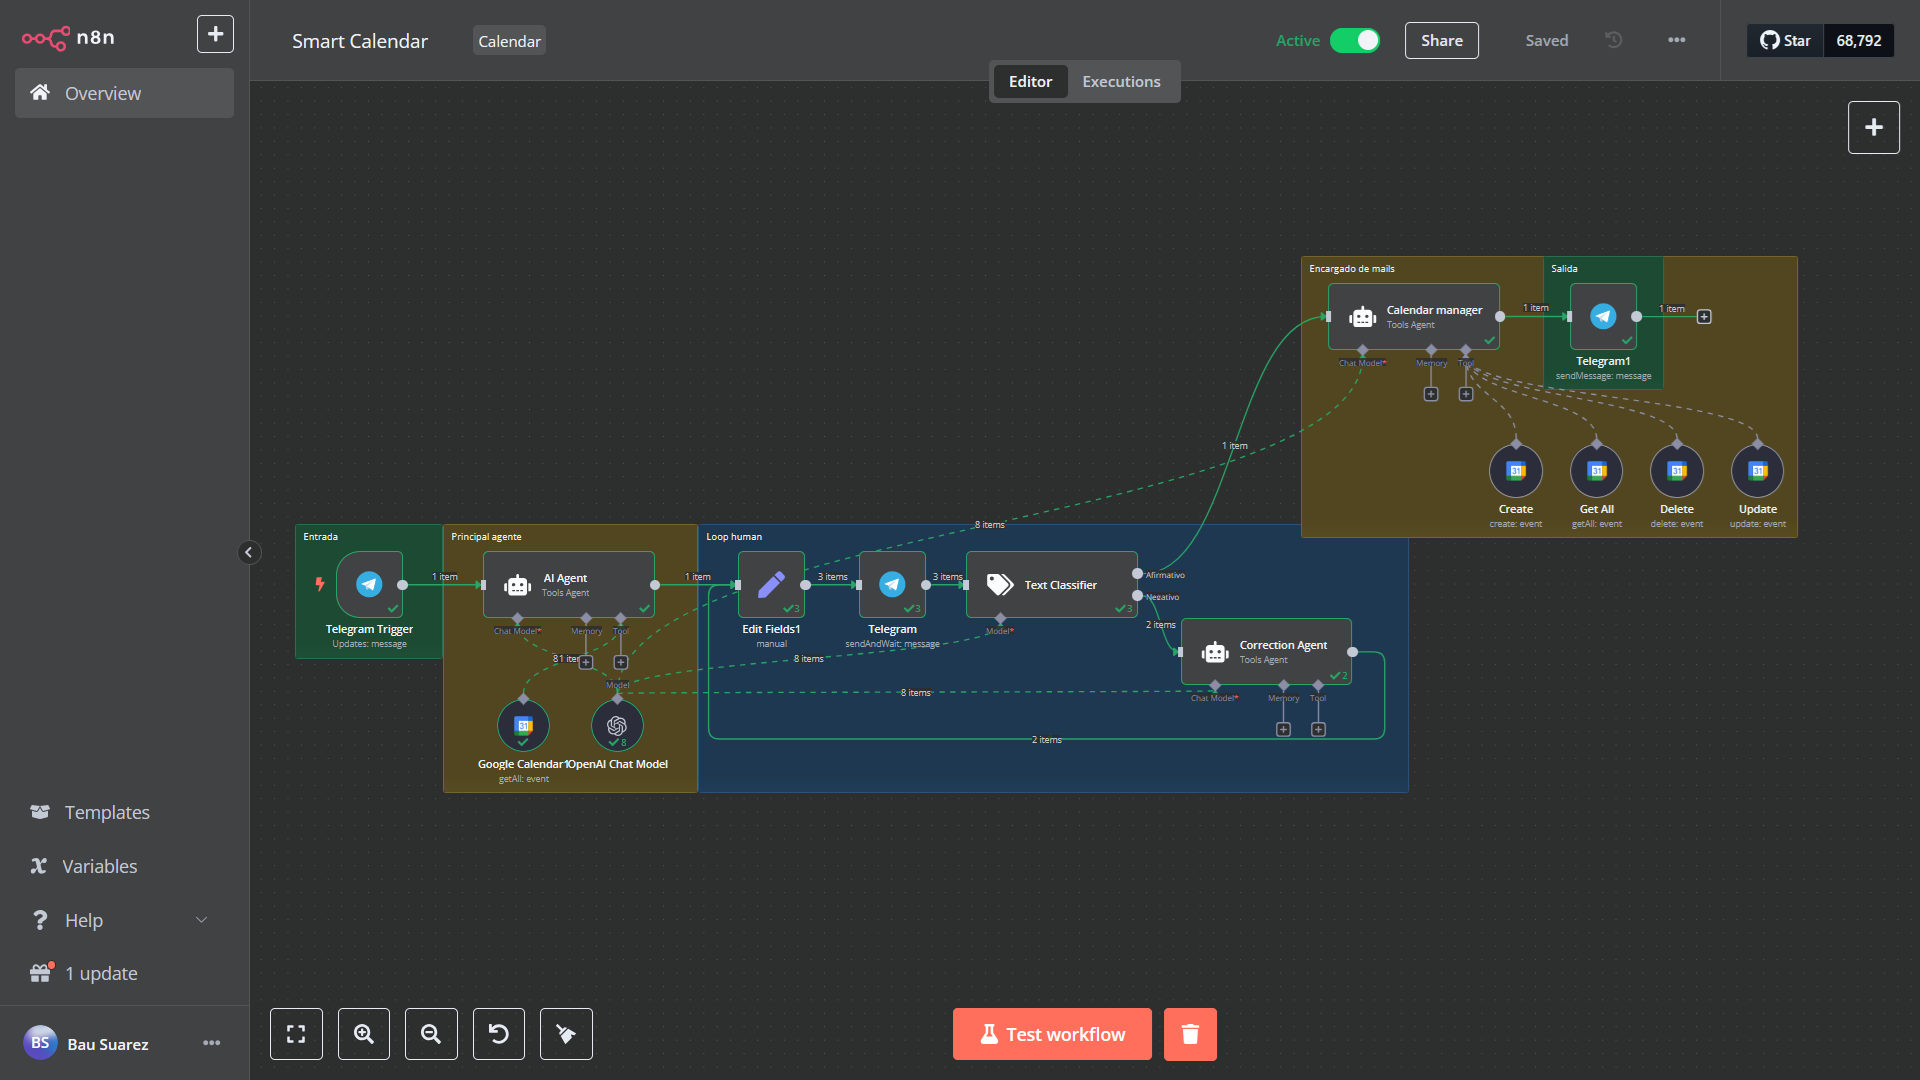 n8n
Smart Calendar
Calendar
Active
Share
Saved
Star
68,792
Overview
Editor
Executions
Encargado de mails
Salida
Calendar manager
Tools Agent
1 item
1 item
Chat Model*
Memory
Tool
Telegram1
sendMessage: message
1 item
Create
create: event
Get All
getAll: event
Delete
delete: event
Update
update: event
8 items
Entrada
Principal agente
Loop human
1 item
AI Agent
Tools Agent
1 item
3 items
3 items
Text Classifier
Afirmativo
Negativo
3
3
3
Telegram Trigger
Updates: message
Chat Model*
Memory
Tool
Edit Fields1
manual
Telegram
sendAndWait: message
Model*
2 items
Correction Agent
Tools Agent
2
8 items
Model
8 items
Chat Model*
Memory
Tool
31
8
2 items
Google Calendar1
getAll: event
OpenAI Chat Model
Templates
Variables
Help
1 update
BS
Bau Suarez
Test workflow